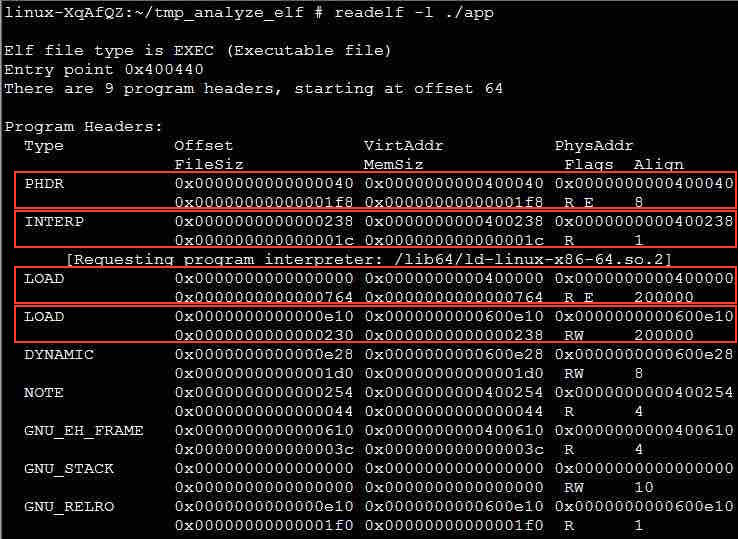 linux-XqAfQZ:~/tmp_analyze_elf # readelf -l ./app
Elf file type is EXEC (Executable file)
Entry point 0x400440
There are 9 program headers, starting at offset 64
Program Headers:
Type Offset VirtAddr PhysAddr
FileSiz MemSiz Flags Align
PHDR 0x0000000000000040 0x0000000000400040 0x0000000000400040
0x00000000000001f8 0x00000000000001f8 R E 8
INTERP 0x0000000000000238 0x0000000000400238 0x0000000000400238
0x000000000000001c 0x000000000000001c R 1
[Requesting program interpreter: /lib64/ld-linux-x86-64.so.2]
LOAD 0x0000000000000000 0x0000000000400000 0x0000000000400000
0x0000000000000764 0x0000000000000764 R E 200000
LOAD 0x0000000000000e10 0x0000000000600e10 0x0000000000600e10
0x0000000000000230 0x0000000000000238 RW 200000
DYNAMIC 0x0000000000000e28 0x0000000000600e28 0x0000000000600e28
0x00000000000001d0 0x00000000000001d0 RW 8
NOTE 0x0000000000000254 0x0000000000400254 0x0000000000400254
0x0000000000000044 0x0000000000000044 R 4
GNU_EH_FRAME 0x0000000000000610 0x0000000000400610 0x0000000000400610
0x000000000000003c 0x000000000000003c R 4
GNU_STACK 0x0000000000000000 0x0000000000000000 0x0000000000000000
0x0000000000000000 0x0000000000000000 RW 10
GNU_RELRO 0x0000000000000e10 0x0000000000600e10 0x0000000000600e10
0x00000000000001f0 0x00000000000001f0 R 1